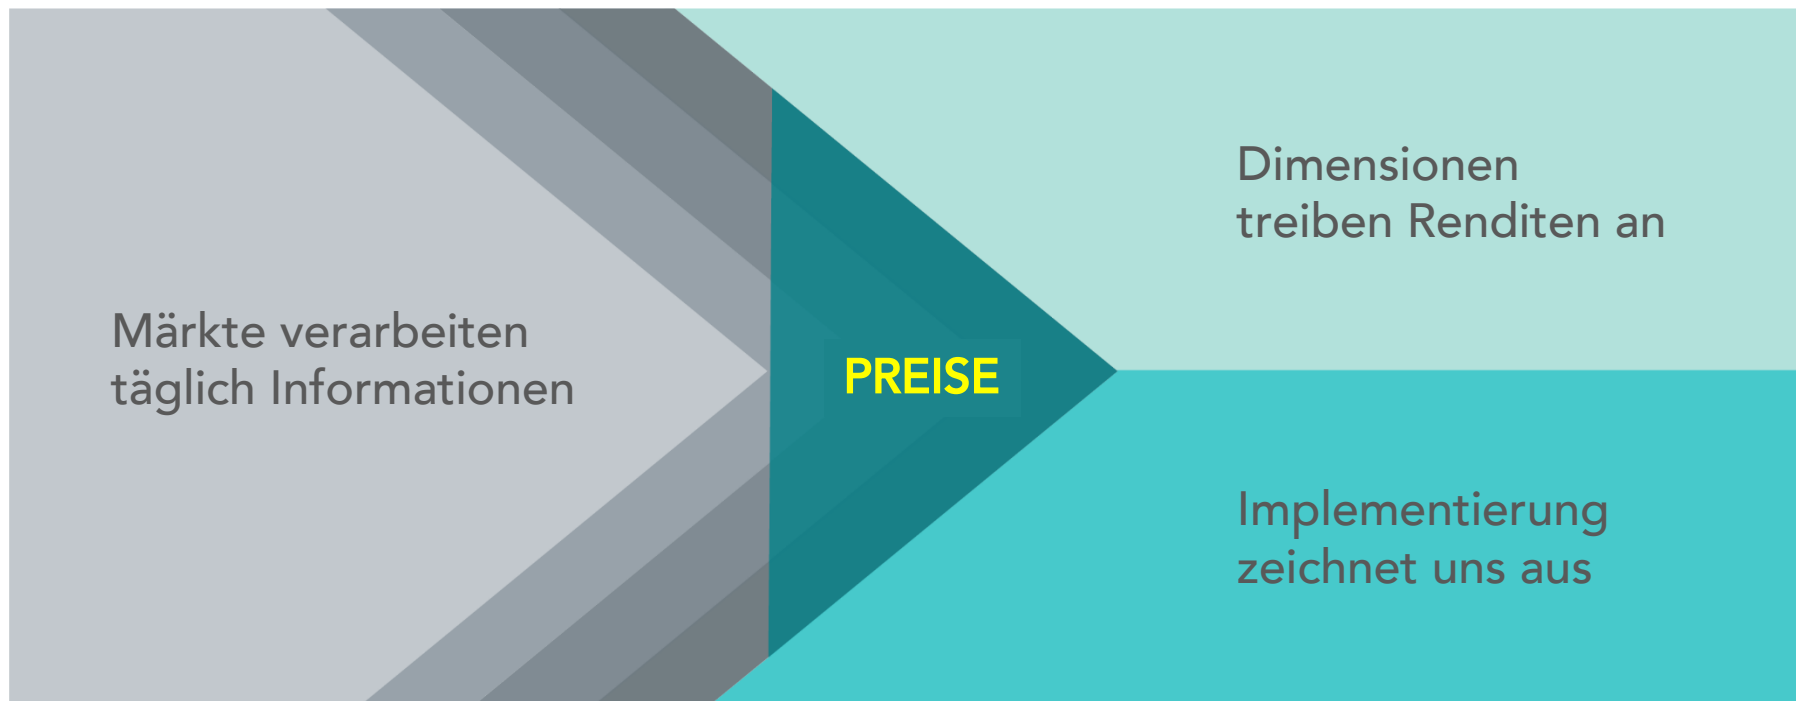 Märkte verarbeiten
täglich Informationen
PREISE
Dimensionen
treiben Renditen an
Implementierung
zeichnet uns aus